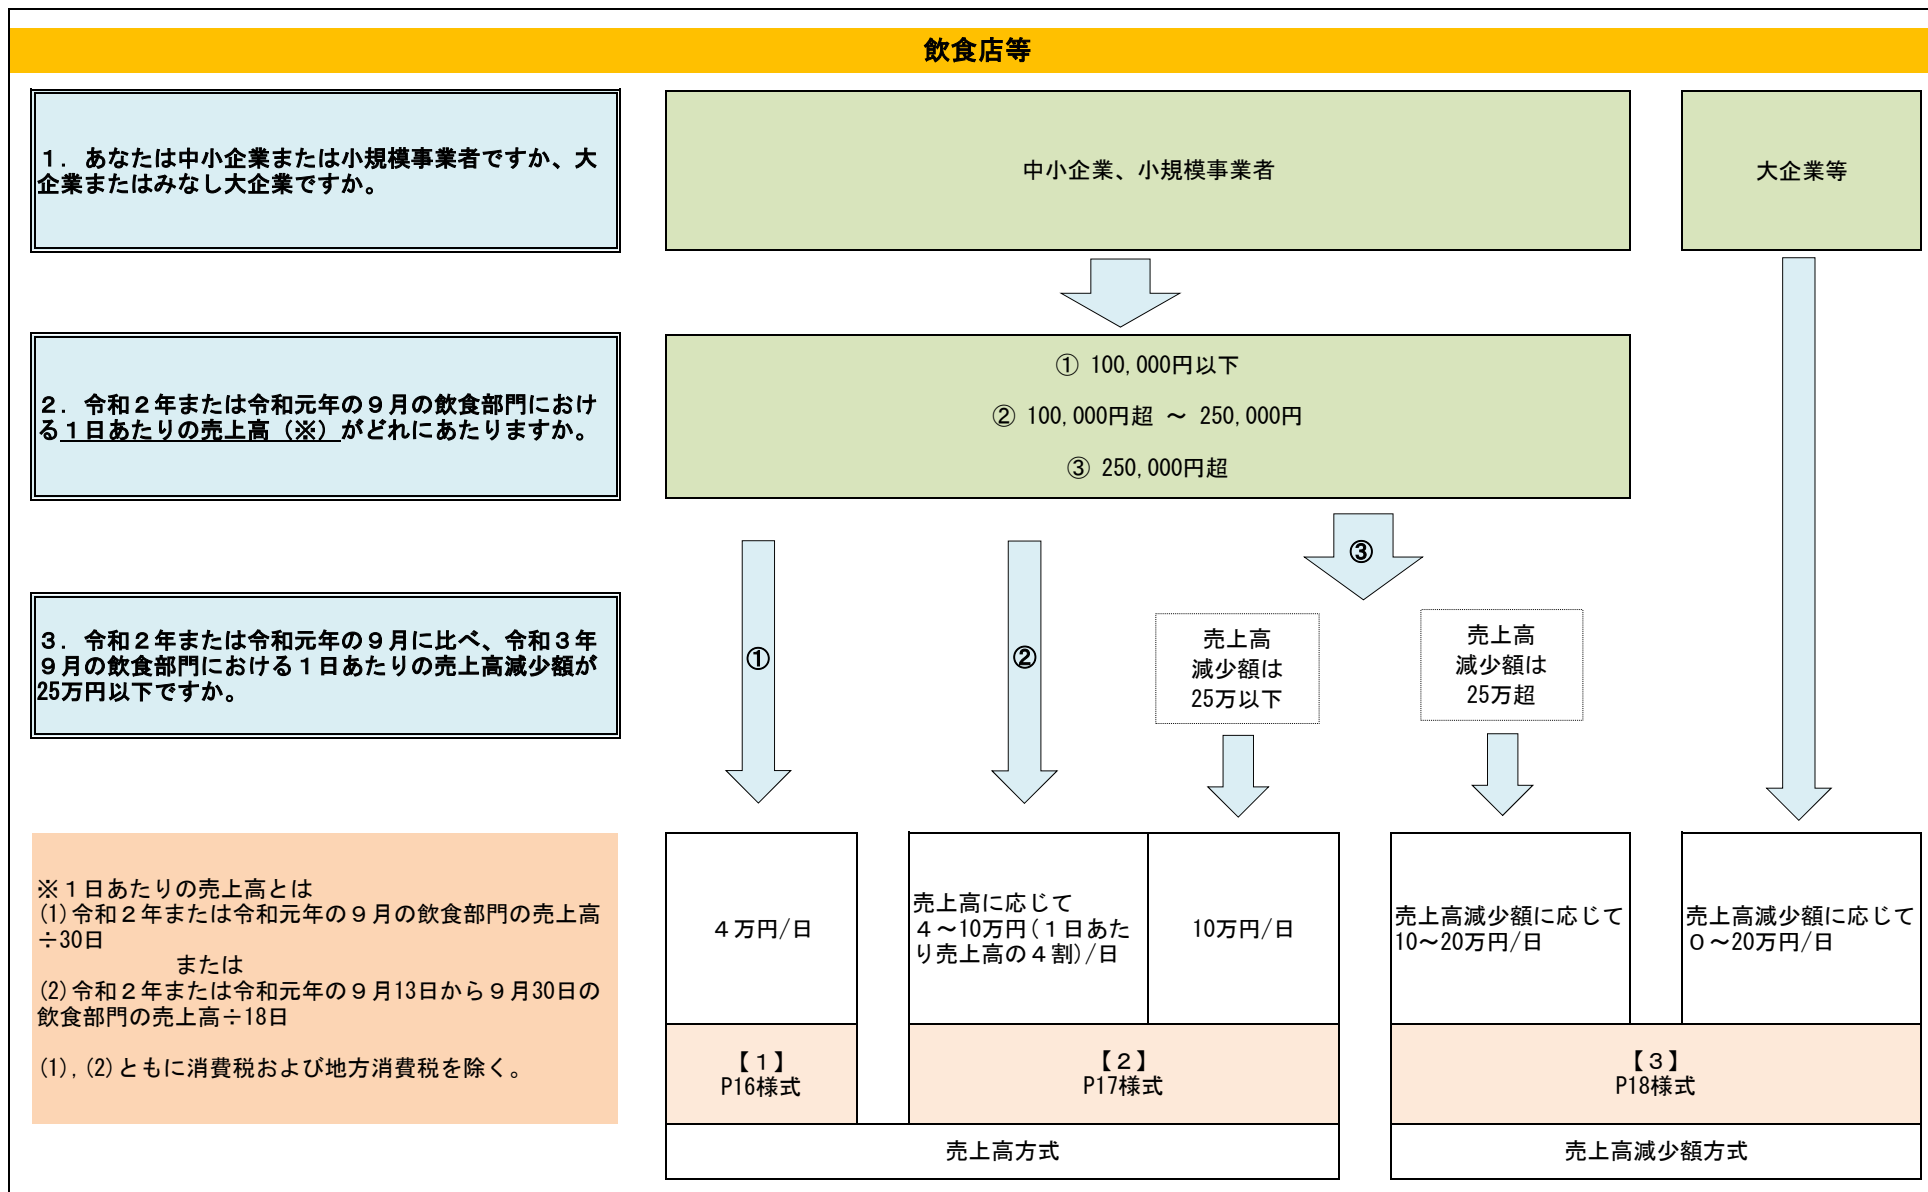 飲食店等
１．あなたは中小企業または小規模事業者ですか、大
企業またはみなし大企業ですか。
中小企業、小規模事業者
大企業等
２．令和２年または令和元年の９月の飲食部門におけ
る１日あたりの売上高（※）がどれにあたりますか。
① 100,000円以下
② 100,000円超 ～ 250,000円
③ 250,000円超
３．令和２年または令和元年の９月に比べ、令和３年
９月の飲食部門における１日あたりの売上高減少額が
25万円以下ですか。
①
②
③
売上高
減少額は
25万以下
売上高
減少額は
25万超
※１日あたりの売上高とは
(1)令和２年または令和元年の９月の飲食部門の売上高
÷30日
または
(2)令和２年または令和元年の９月13日から９月30日の
飲食部門の売上高÷18日
(1),(2)ともに消費税および地方消費税を除く。
４万円/日
売上高に応じて
４～10万円(１日あた
り売上高の４割)/日
10万円/日
売上高減少額に応じて
10～20万円/日
売上高減少額に応じて
０～20万円/日
【１】
P16様式
【２】
P17様式
【３】
P18様式
売上高方式
売上高減少額方式